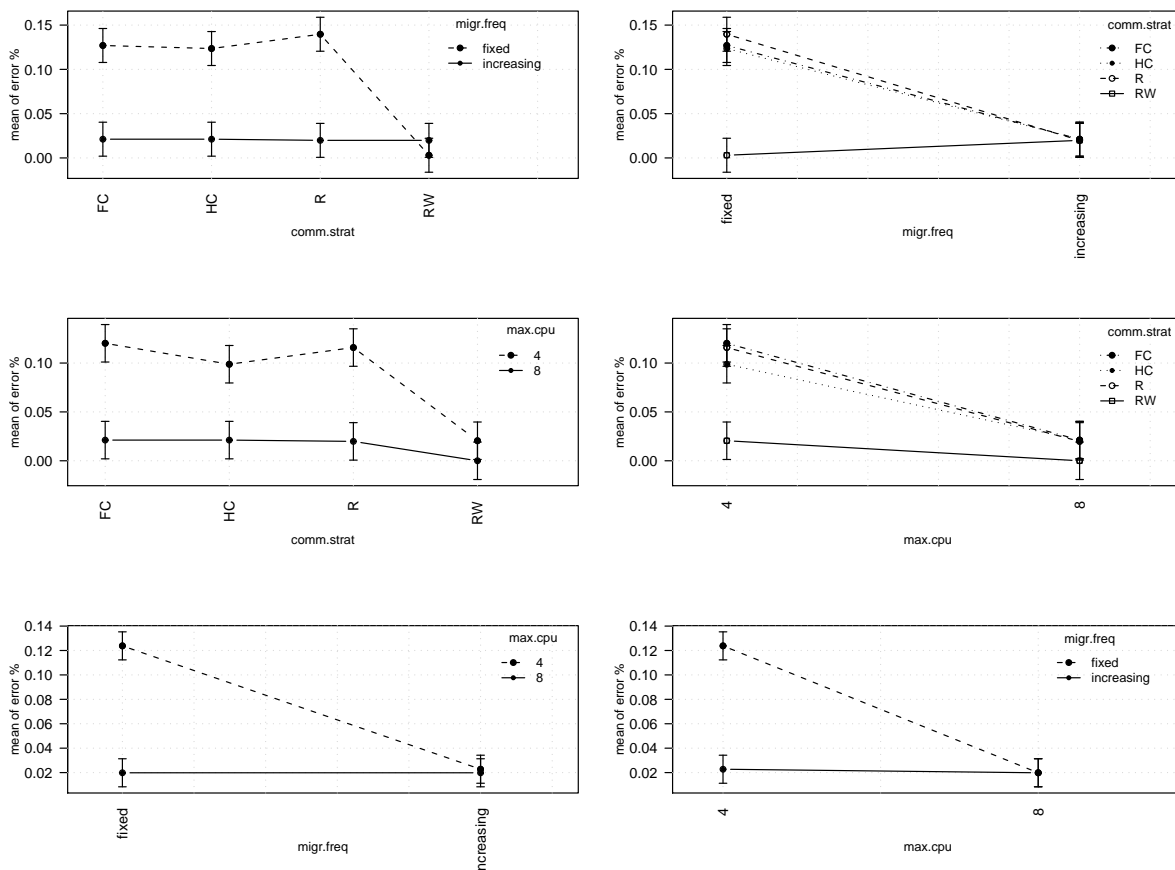 0.15
0.10
0.05
0.00
mean of error %
migr.freq
fixed
increasing
FC
HC
R
RW
comm.strat
0.15
0.10
0.05
0.00
mean of error %
comm.strat
FC
HC
R
RW
fixed
increasing
migr.freq
0.10
0.05
0.00
mean of error %
max.cpu
4
8
FC
HC
R
RW
comm.strat
0.10
0.05
0.00
mean of error %
comm.strat
FC
HC
R
RW
4
8
max.cpu
0.14
0.12
0.10
0.08
0.06
0.04
0.02
mean of error %
max.cpu
4
8
fixed
ncreasing
migr.freq
0.14
0.12
0.10
0.08
0.06
0.04
0.02
mean of error %
migr.freq
fixed
increasing
4
8
max.cpu